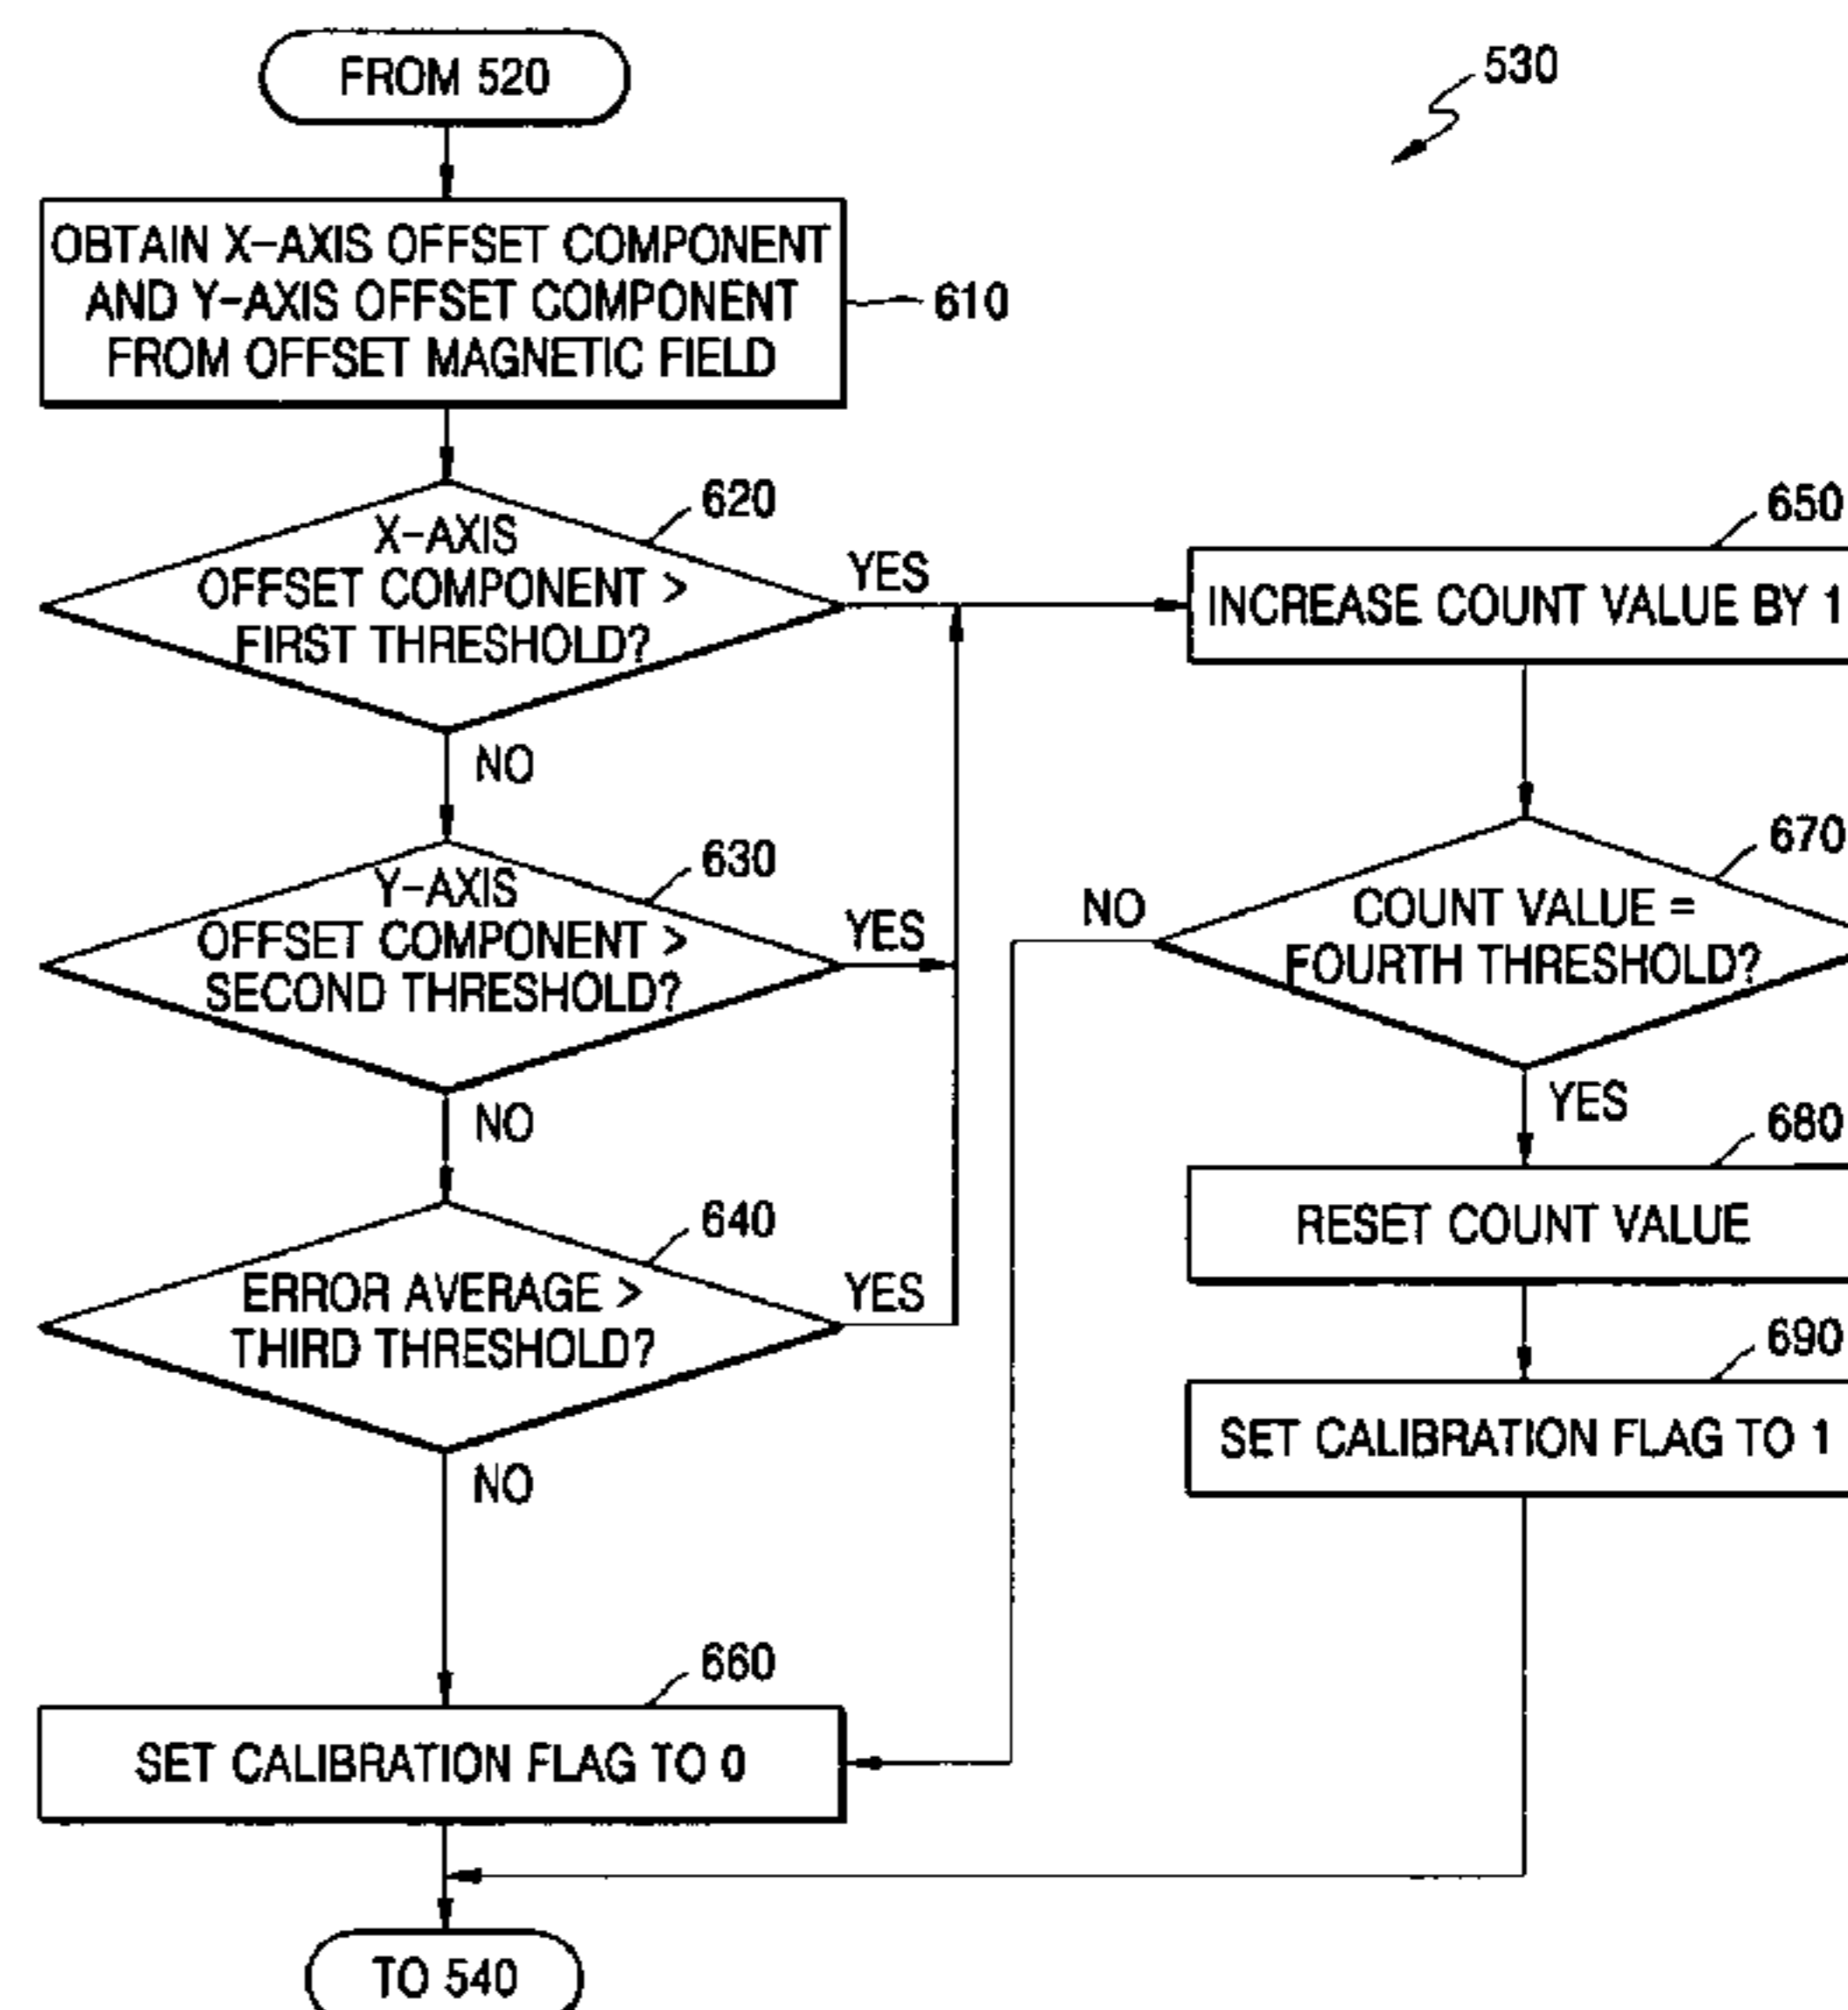 FROM 520
530
OBTAIN X-AXIS OFFSET COMPONENT
AND Y-AXIS OFFSET COMPONENT
FROM OFFSET MAGNETIC FIELD
610
620
X-AXIS
OFFSET COMPONENT >
FIRST THRESHOLD?
YES
NO
650
INCREASE COUNT VALUE BY 1
630
Y-AXIS
OFFSET COMPONENT >
SECOND THRESHOLD?
YES
NO
670
COUNT VALUE =
FOURTH THRESHOLD?
NO
YES
640
ERROR AVERAGE >
THIRD THRESHOLD?
YES
NO
680
RESET COUNT VALUE
690
SET CALIBRATION FLAG TO 1
660
SET CALIBRATION FLAG TO 0
TO 540